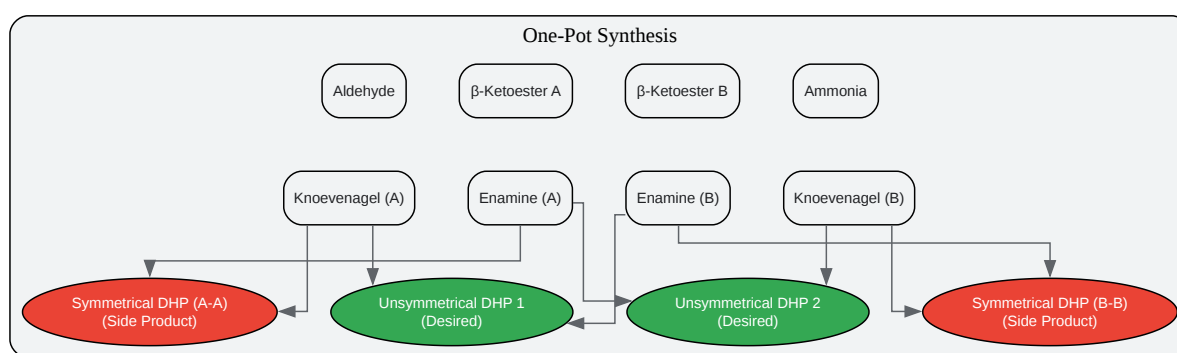 One-Pot Synthesis
Aldehyde
β-Ketoester A
β-Ketoester B
Ammonia
Knoevenagel (A)
Enamine (A)
Enamine (B)
Knoevenagel (B)
Symmetrical DHP (A-A)
(Side Product)
Unsymmetrical DHP 1
(Desired)
Unsymmetrical DHP 2
(Desired)
Symmetrical DHP (B-B)
(Side Product)